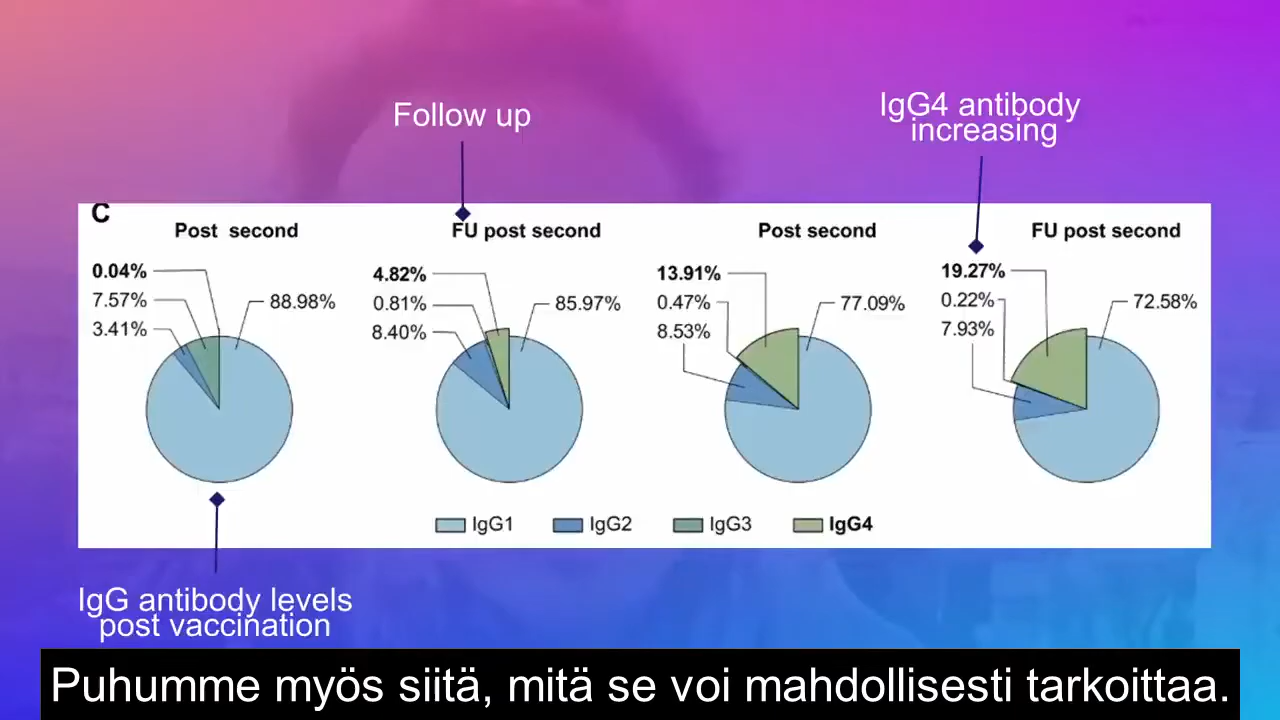 Follow up
IgG4 antibody
increasing
C
Post second
FU post second
Post second
FU post second
0.04%
7.57%
3.41%
88.98%
4.82%
0.81%
8.40%
85.97%
13.91%
0.47%
8.53%
77.09%
19.27%
0.22%
7.93%
72.58%
IgG1
IgG2
IgG3
IgG4
IgG antibody levels
post vaccination
Puhumme myös siitä, mitä se voi mahdollisesti tarkoittaa.